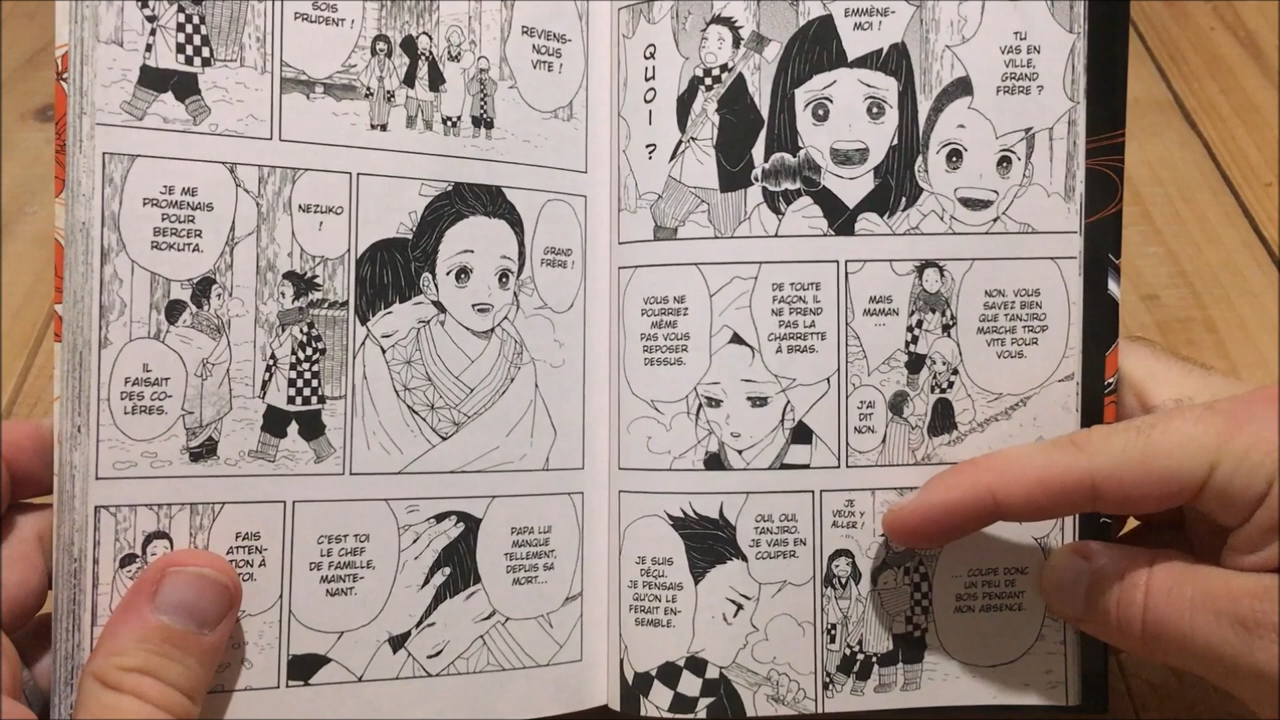 TU
VAS EN
VILLE,
GRAND
FRÈRE ?
EMMÈNE-
MOI !
QUOI ?
NON. VOUS
SAVEZ BIEN
QUE TANJIRO
MARCHE TROP
VITE POUR
VOUS.
MAIS
MAMAN
...
J'AI
DIT
NON.
DE TOUTE
FAÇON, IL
NE PREND
PAS LA
CHARRETTE
À BRAS.
VOUS NE
POURRIEZ
MÊME
PAS VOUS
REPOSER
DESSUS.
... COUPE DONC
UN PEU DE
BOIS PENDANT
MON ABSENCE.
JE
VEUX Y
ALLER !
OUI, OUI,
TANJIRO.
JE VAIS EN
COUPER.
JE SUIS
DÉÇU.
JE PENSAIS
QU'ON LE
FERAIT EN-
SEMBLE.
REVIENS-
NOUS
VITE !
SOIS
PRUDENT !
GRAND
FRÈRE !
NEZUKO
!
JE ME
PROMENAIS
POUR
BERCER
ROKUTA.
IL
FAISAIT
DES CO-
LÈRES.
PAPA LUI
MANQUE
TELLEMENT,
DEPUIS SA
MORT...
C'EST TOI
LE CHEF
DE FAMILLE,
MAINTE-
NANT.
FAIS
ATTEN-
TION À
TOI.